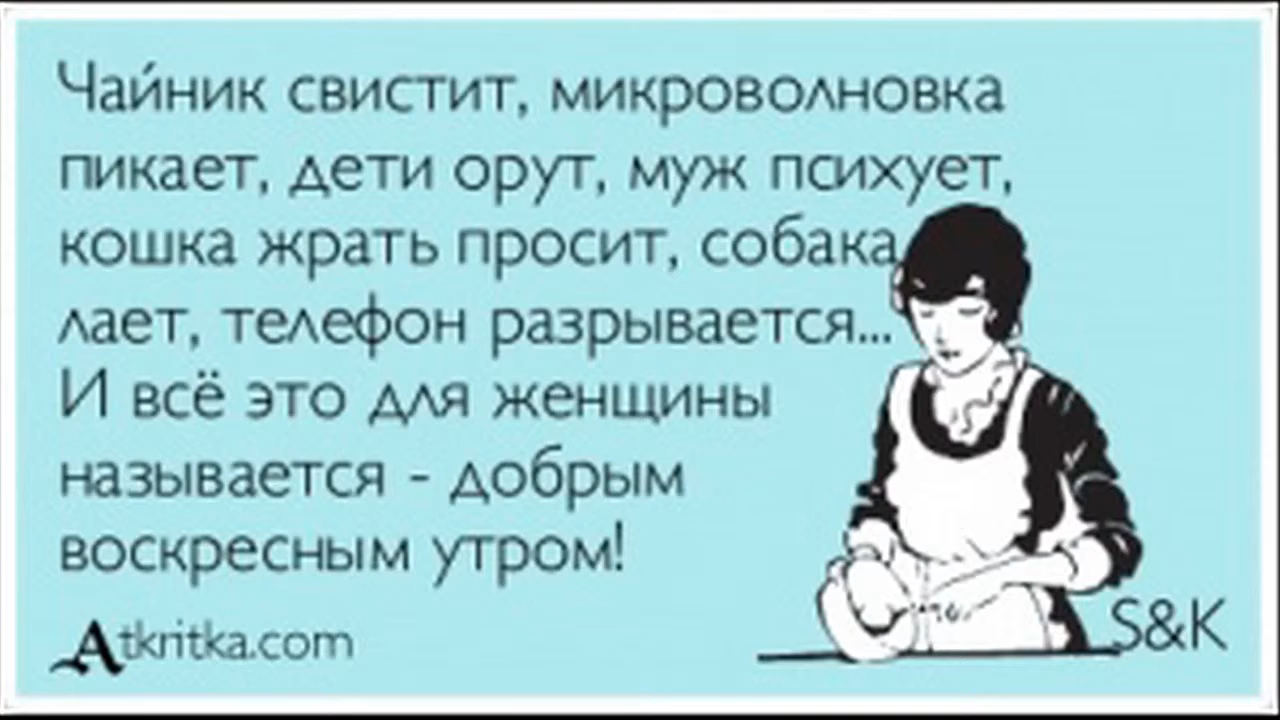 Чайник свистит, микроволновка
пикает, дети орут, муж психует,
кошка жрать просит, собака
лает, телефон разрывается...
И всё это для женщины
называется - добрым
воскресным утром!
Atkritka.com
S&K